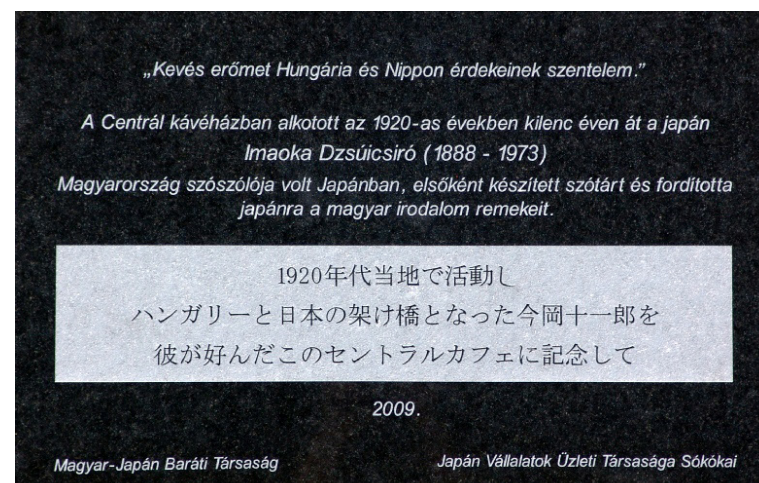 „Kevés erőmet Hungária és Nippon érdekeinek szentelem.”
A Centrál kávéházban alkotott az 1920-as években kilenc éven át a japán
Imaoka Dzsúicsiró (1888 - 1973)
Magyarország szószólója volt Japánban, elsőként készített szótárt és fordította
japánra a magyar irodalom remekeit.
1920年代当地で活動し
ハンガリーと日本の架け橋となった今岡十一郎を
彼が好んだこのセントラルカフェに記念して
2009.
Magyar-Japán Baráti Társaság
Japán Vállalatok Üzleti Társasága Sókókai